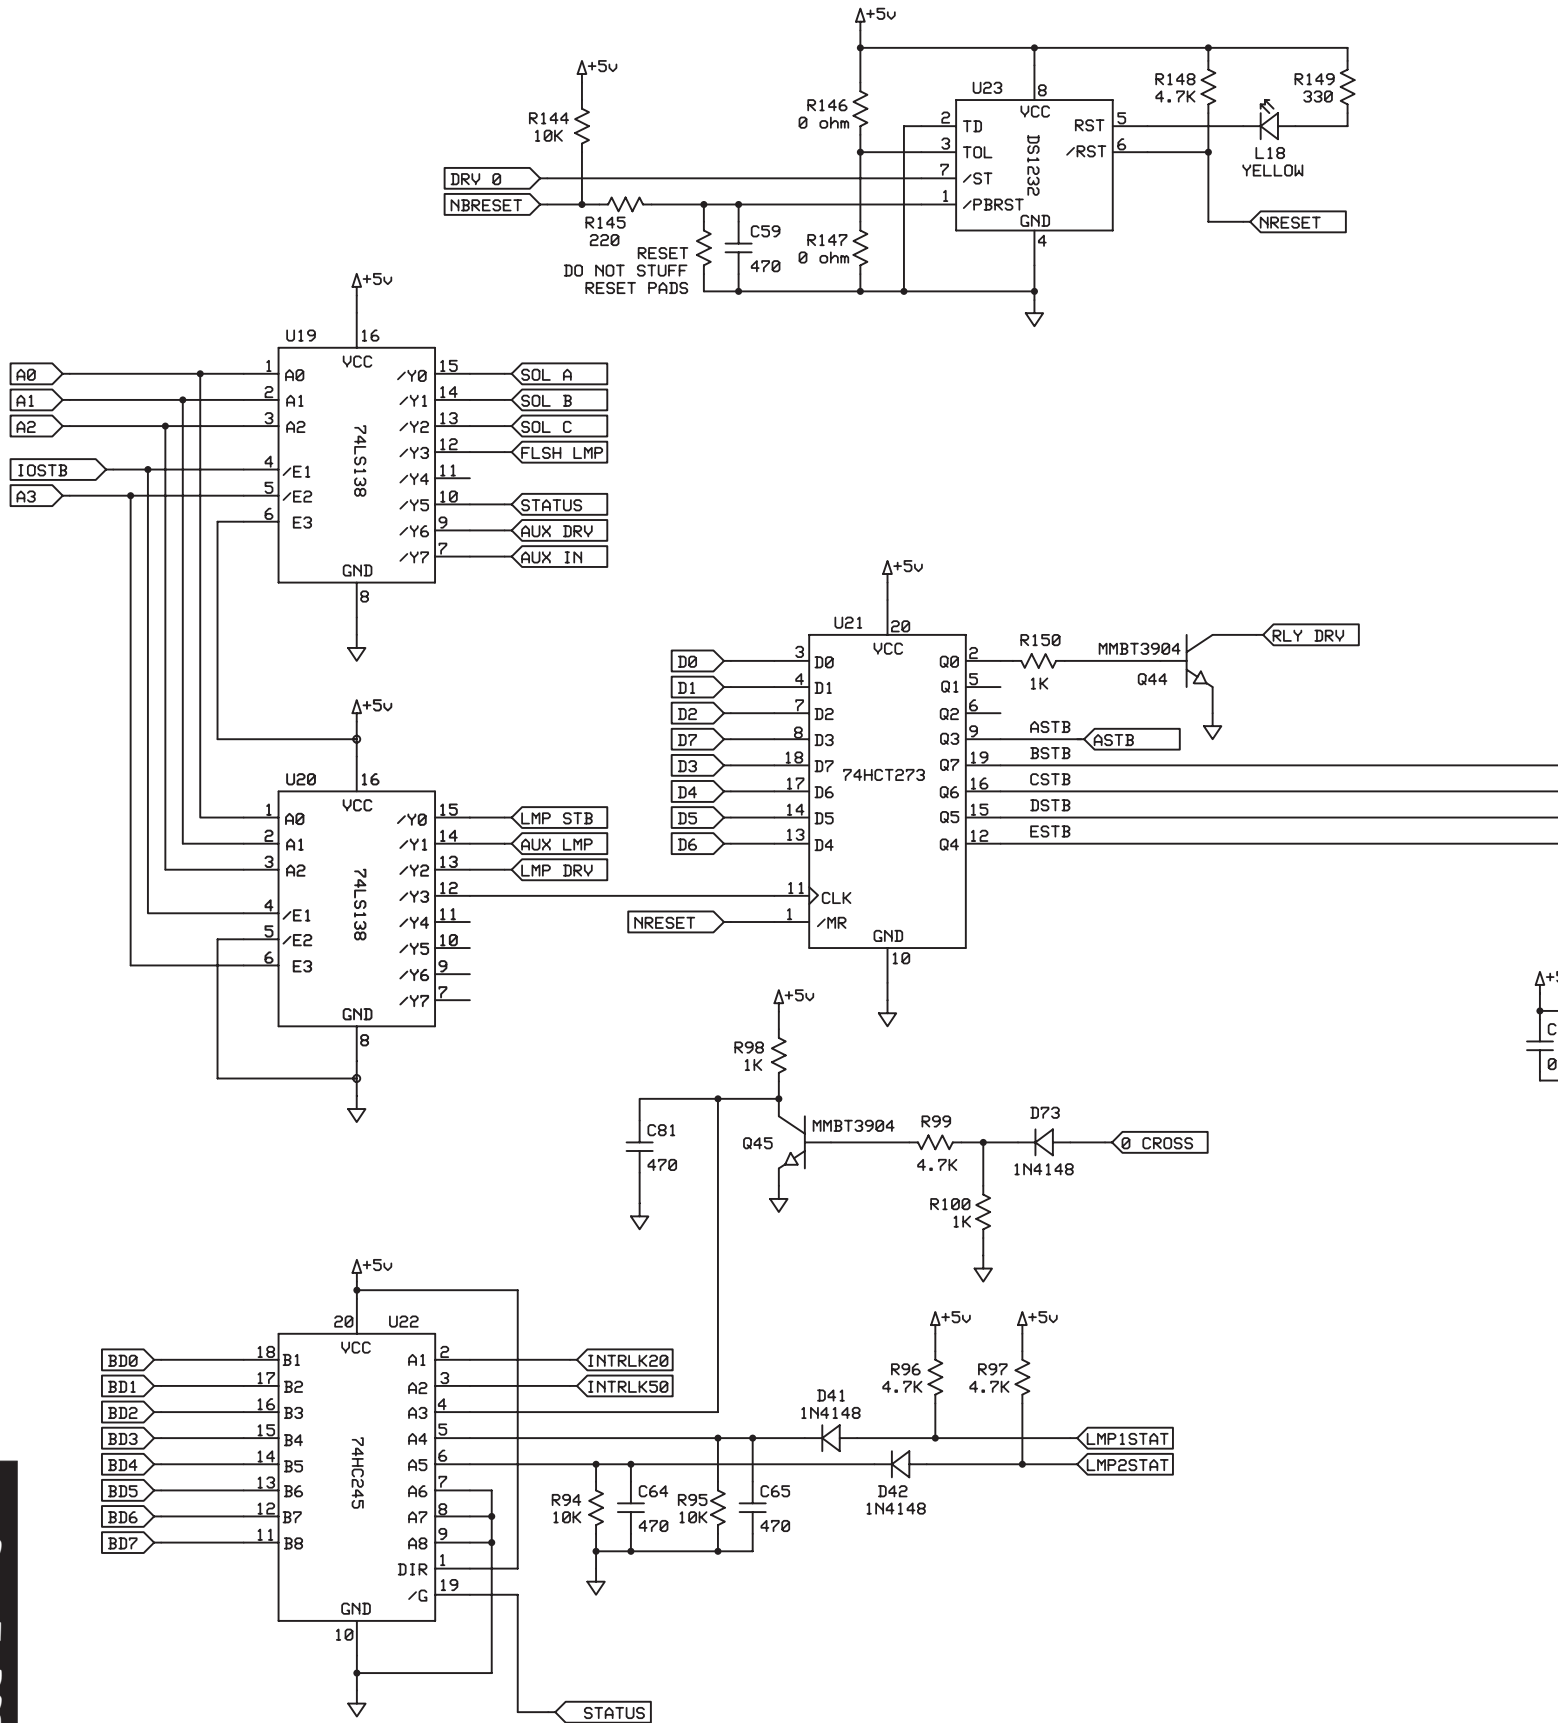 +5v
+5v
R144
10K
R146
0 ohm
U23
8
VCC
R148
4.7K
R149
330
2 TD
RST 5
3 TOL
/RST 6
DS1232
L18
YELLOW
DRV 0
7 /ST
NBRESET
1 /PBRST
GND
4
NRESET
R145
220
RESET
DO NOT STUFF
RESET PADS
C59
470
R147
0 ohm
+5v
U19
16
VCC
A0
1 A0
/Y0 15
SOL A
A1
2 A1
/Y1 14
SOL B
A2
3 A2
/Y2 13
SOL C
74LS138
/Y3 12
FLSH LMP
IOSTB
4 /E1
/Y4 11
A3
5 /E2
/Y5 10
STATUS
6 E3
/Y6 9
AUX DRV
/Y7 7
AUX IN
GND
8
+5v
U20
16
VCC
1 A0
/Y0 15
LMP STB
2 A1
/Y1 14
AUX LMP
3 A2
/Y2 13
LMP DRV
74LS138
/Y3 12
4 /E1
/Y4 11
5 /E2
/Y5 10
6 E3
/Y6 9
/Y7 7
GND
8
+5v
U21
20
VCC
D0
3 D0
Q0 2
R150
1K
MMBT3904
Q44
RLY DRV
D1
4 D1
Q1 5
D2
7 D2
Q2 6
D7
8 D3
Q3 9
ASTB
ASTB
D3
18 D7
74HCT273
Q7 19
BSTB
D4
17 D6
Q6 16
CSTB
D5
14 D5
Q5 15
DSTB
D6
13 D4
Q4 12
ESTB
11 CLK
NRESET
1 /MR
GND
10
+5v
R98
1K
C81
470
Q45
MMBT3904
R99
4.7K
D73
1N4148
0 CROSS
R100
1K
+5v
20
U22
VCC
BD0
18 B1
A1 2
INTRLK20
BD1
17 B2
A2 3
INTRLK50
BD2
16 B3
A3 4
BD3
15 B4
A4 5
BD4
14 B5
A5 6
BD5
13 B6
A6 7
BD6
12 B7
A7 8
BD7
11 B8
A8 9
74HC245
DIR 1
/G 19
GND
10
STATUS
+5v
+5v
R96
4.7K
R97
4.7K
D41
1N4148
LMP1STAT
LMP2STAT
D42
1N4148
R94
10K
C64
470
R95
10K
C65
470